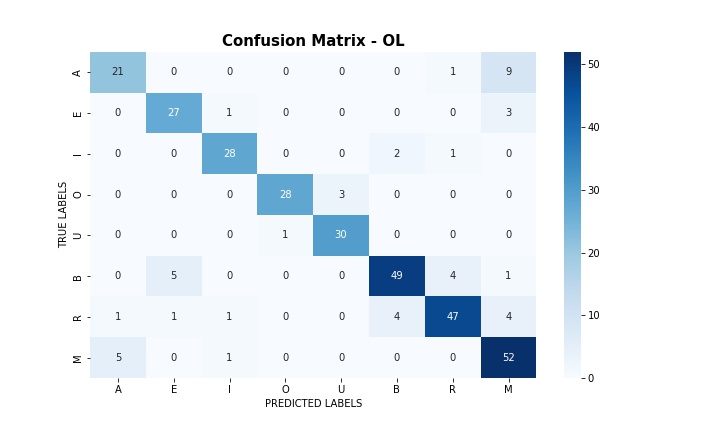 Confusion Matrix - OL
A 21 0 0 0 0 0 1 9
E 0 27 1 0 0 0 0 3
I 0 0 28 0 0 2 1 0
O 0 0 0 28 3 0 0 0
U 0 0 0 1 30 0 0 0
B 0 5 0 0 0 49 4 1
R 1 1 1 0 0 4 47 4
M 5 0 1 0 0 0 0 52
A E I O U B R M
PREDICTED LABELS
TRUE LABELS
50
40
30
20
10
0